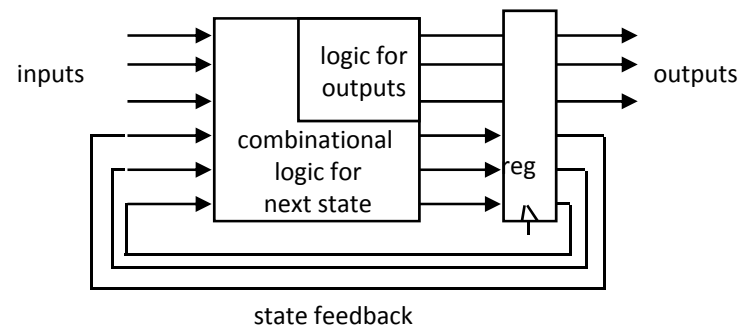 inputs
logic for
outputs
outputs
combinational
logic for
next state
reg
state feedback